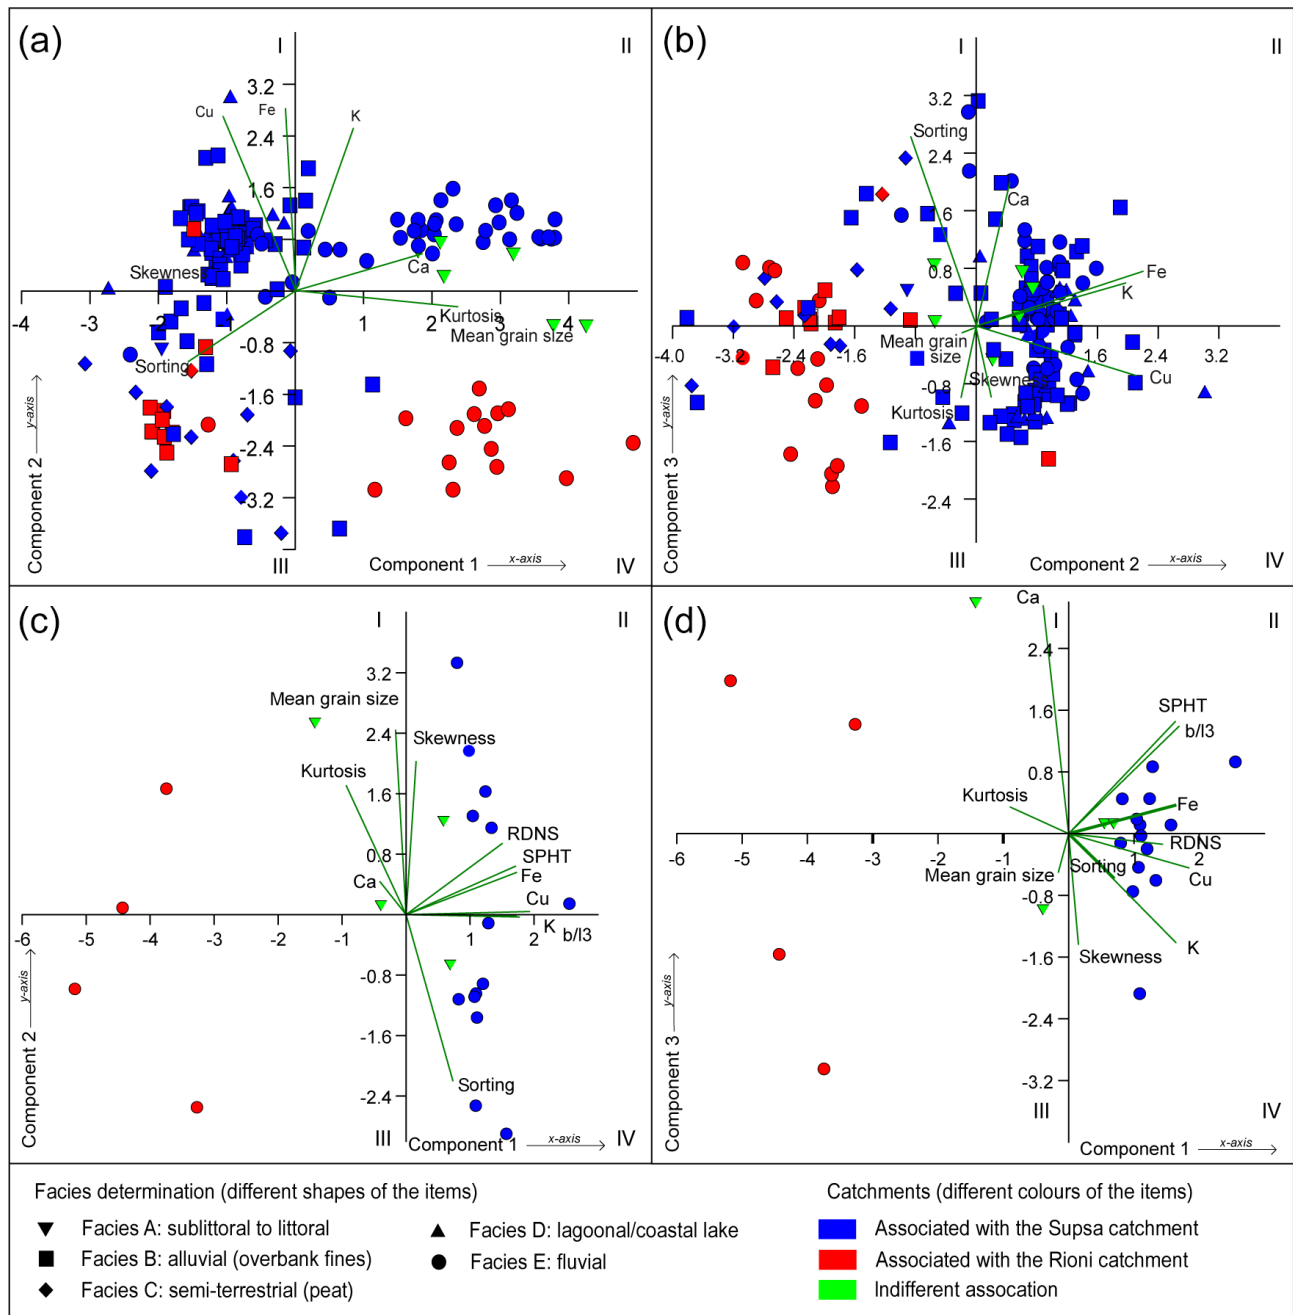 (a)
I
II
3.2
Cu
Fe
K
2.4
1.6
Skewness
Ca
-4
-3
-2
-1
1
2
3
4
Kurtosis
Mean grain size
-0.8
Sorting
-1.6
-2.4
-3.2
III
IV
Component 1 x-axis
Component 2 y-axis
(b)
I
II
3.2
Sorting
2.4
Ca
.6
0.8
Fe
K
-4.0
-3.2
-2.4
-1.6
1.6
2.4
3.2
Mean grain
size
-0.8
Skewness
Cu
Kurtosis
-1.6
-2.4
III
IV
Component 2 x-axis
Component 3 y-axis
(c)
I
II
3.2
Mean grain size
2.4
Skewness
Kurtosis
1.6
RDNS
0.8
SPHT
Ca
Fe
Cu
K
b/l3
-6
-5
-4
-3
-2
-1
1
2
-0.8
-1.6
Sorting
-2.4
III
IV
Component 1 x-axis
Component 2 y-axis
(d)
Ca
I
II
2.4
SPHT
1.6
b/l3
0.8
Kurtosis
Fe
RDNS
-6
-5
-4
-3
-2
-1
1
2
Mean grain size
Sorting
Cu
-0.8
K
Skewness
-1.6
-2.4
-3.2
III
IV
Component 1 x-axis
Component 3 y-axis
Facies determination (different shapes of the items)
Facies A: sublittoral to littoral
Facies B: alluvial (overbank fines)
Facies C: semi-terrestrial (peat)
Facies D: lagoonal/coastal lake
Facies E: fluvial
Catchments (different colours of the items)
Associated with the Supsa catchment
Associated with the Rioni catchment
Indifferent assocation